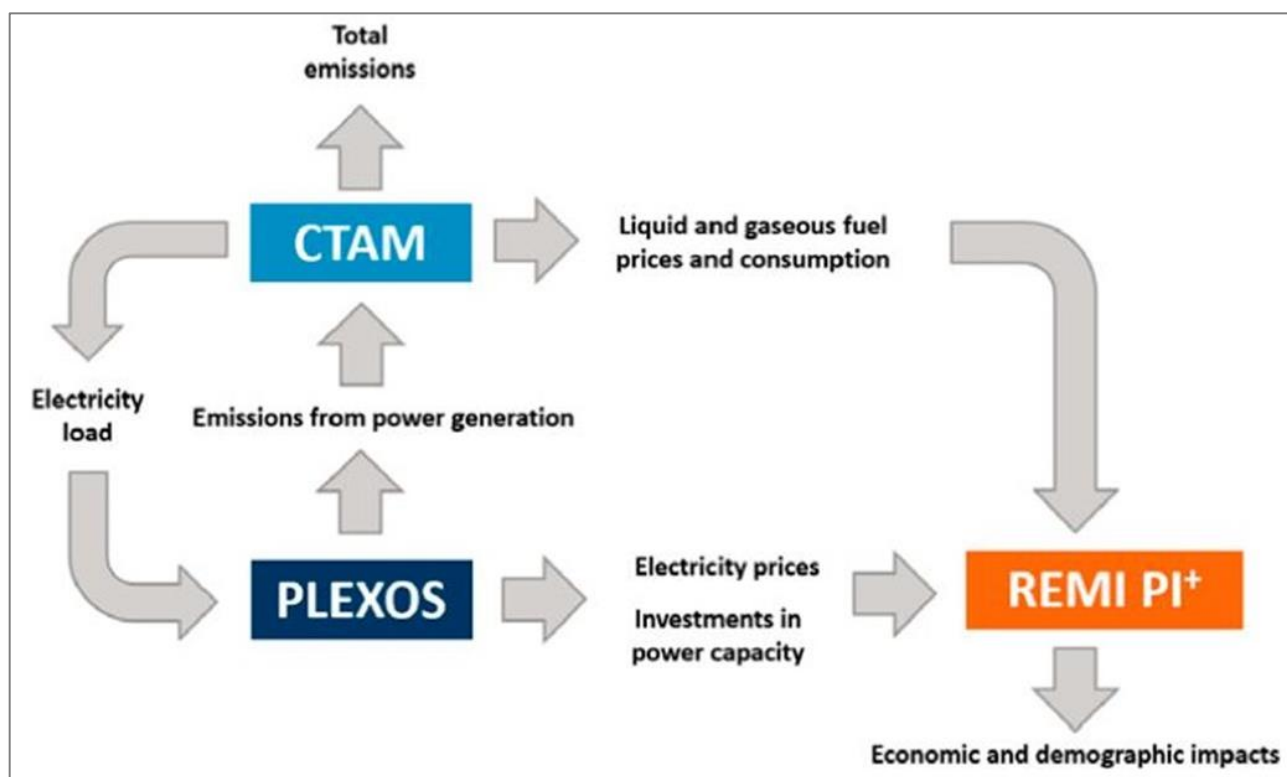 Total
emissions
CTAM
Liquid and gaseous fuel
prices and consumption
Electricity
load
Emissions from power generation
PLEXOS
Electricity prices
Investments in
power capacity
REMI PI⁺
Economic and demographic impacts